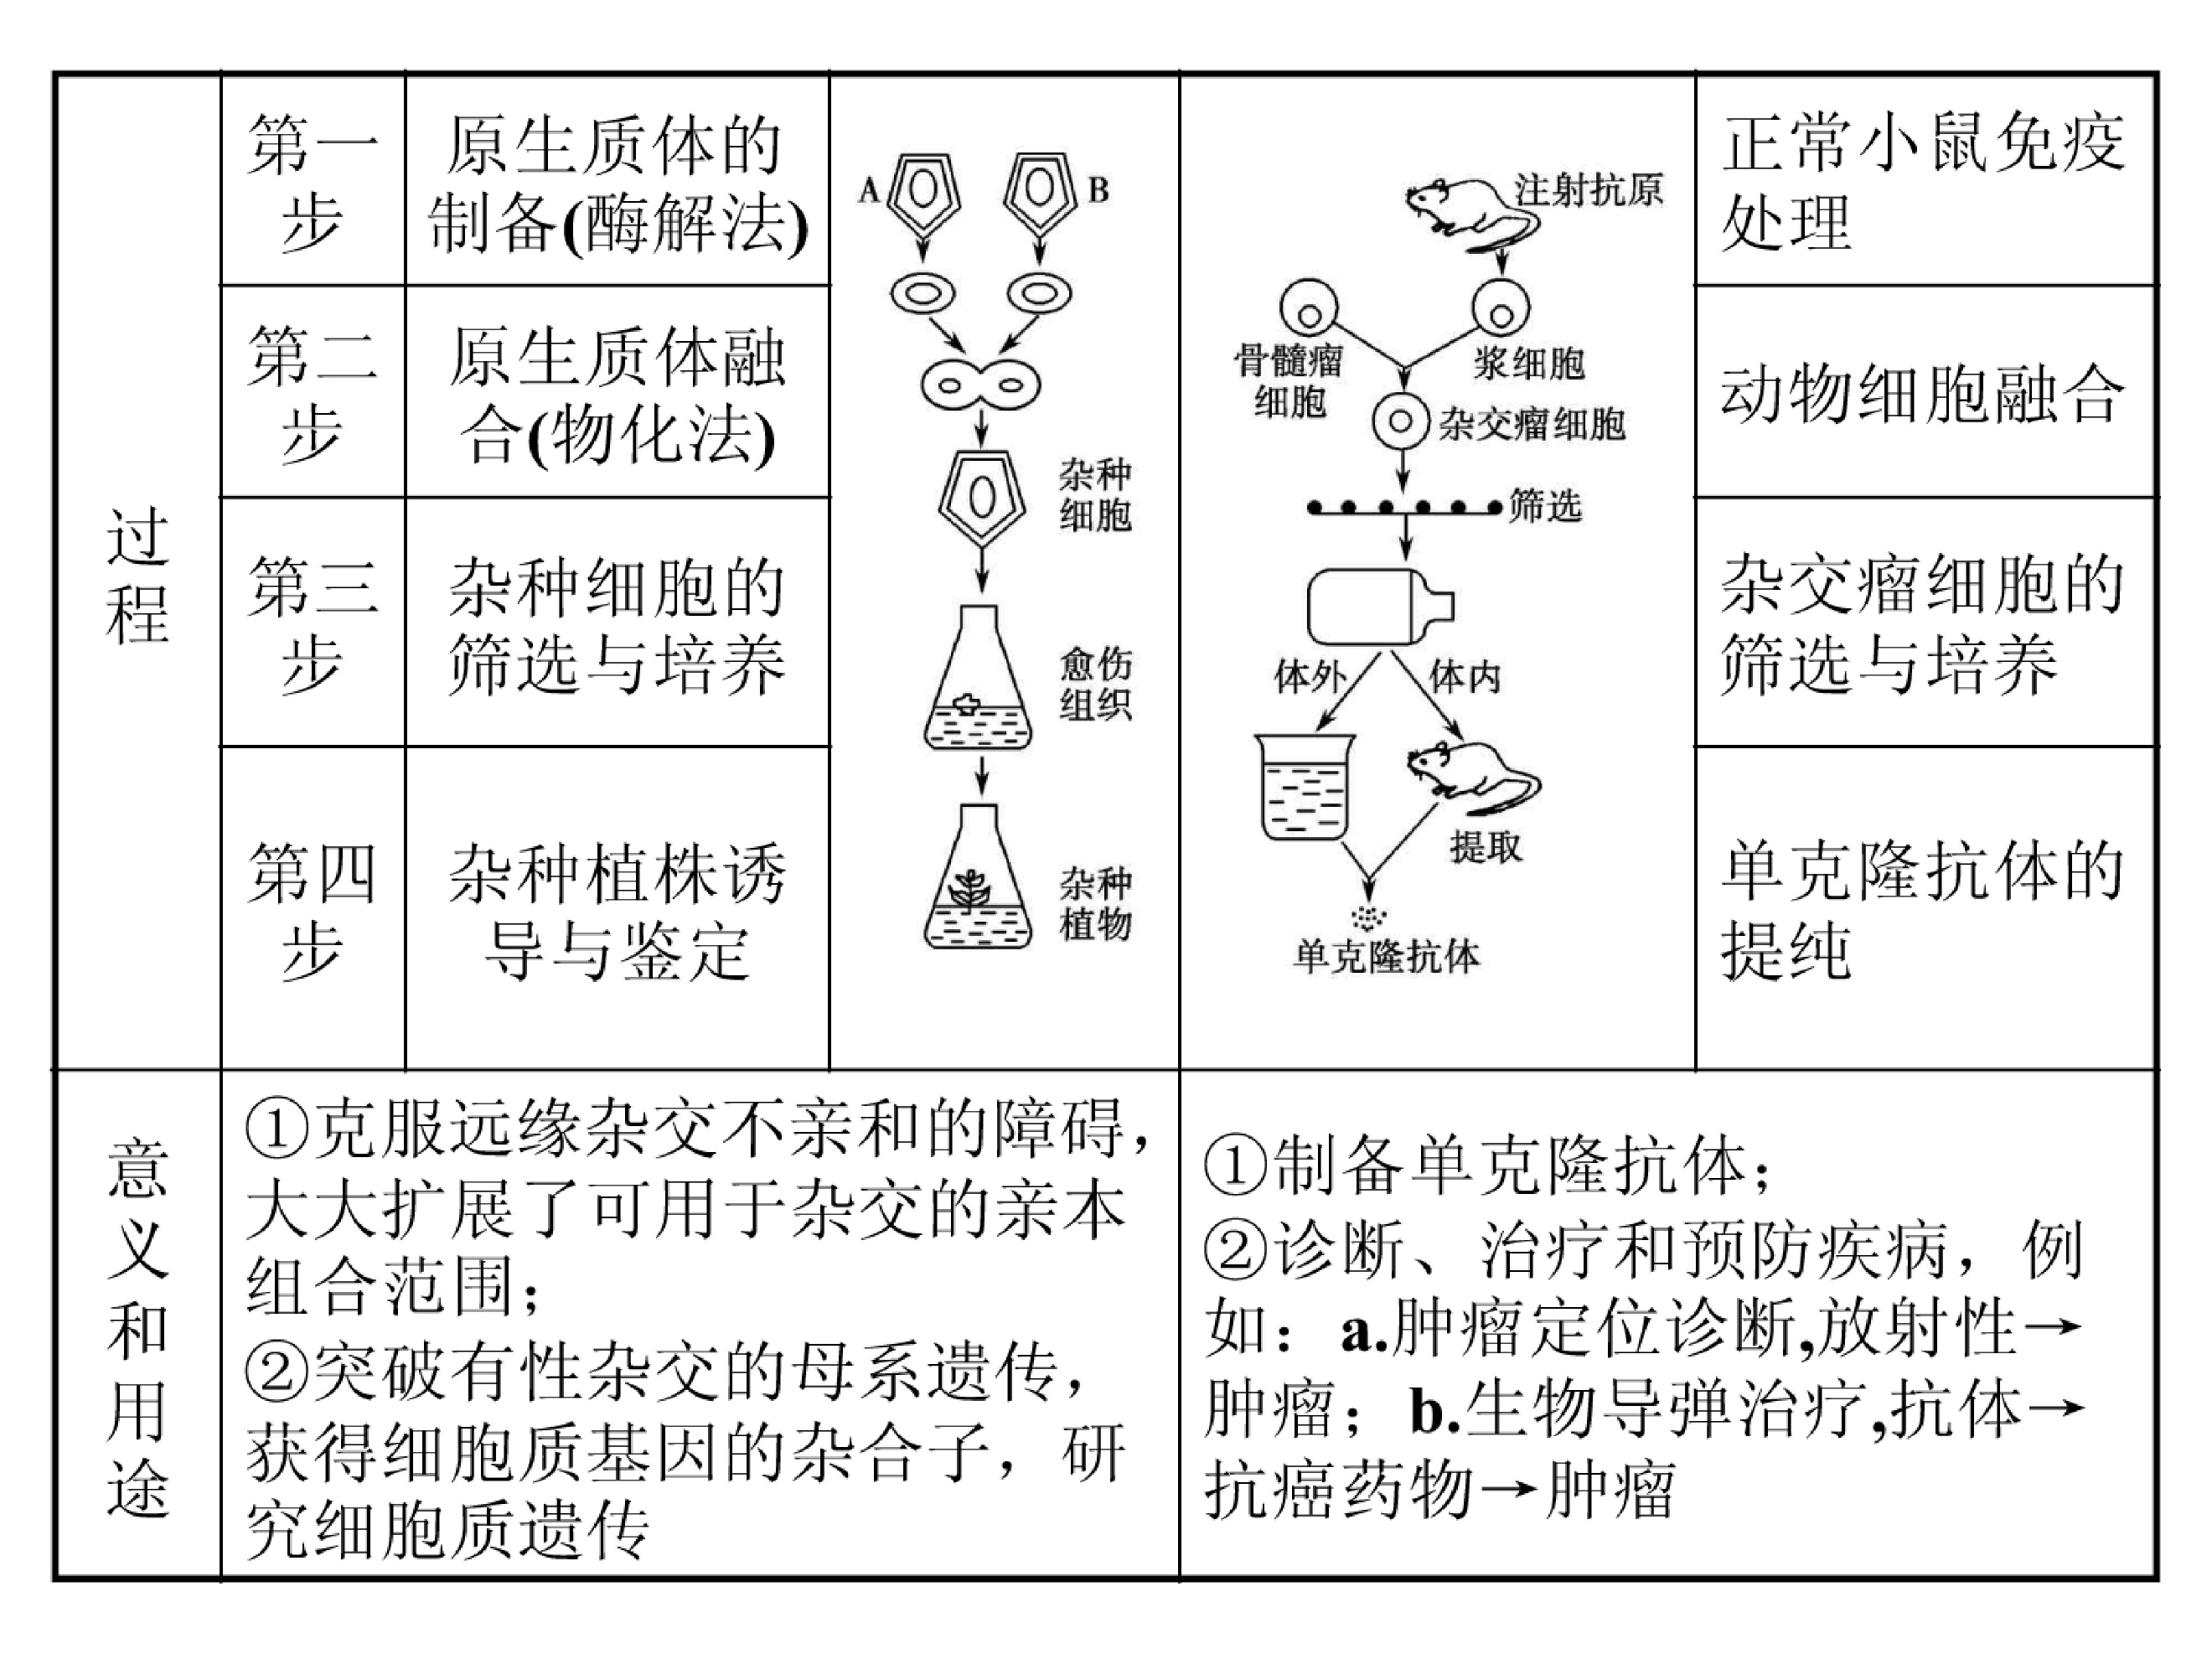 过
程
第一
步
原生质体的
制备(酶解法)
第二
步
原生质体融
合(物化法)
第三
步
杂种细胞的
筛选与培养
第四
步
杂种植株诱
导与鉴定
A
B
杂种
细胞
愈伤
组织
杂种
植物
注射抗原
骨髓瘤
细胞
浆细胞
杂交瘤细胞
筛选
体外
体内
提取
单克隆抗体
正常小鼠免疫
处理
动物细胞融合
杂交瘤细胞的
筛选与培养
单克隆抗体的
提纯
意
义
和
用
途
①克服远缘杂交不亲和的障碍，
大大扩展了可用于杂交的亲本
组合范围；
②突破有性杂交的母系遗传，
获得细胞质基因的杂合子，研
究细胞质遗传
①制备单克隆抗体；
②诊断、治疗和预防疾病，例
如：a.肿瘤定位诊断,放射性→
肿瘤；b.生物导弹治疗,抗体→
抗癌药物→肿瘤